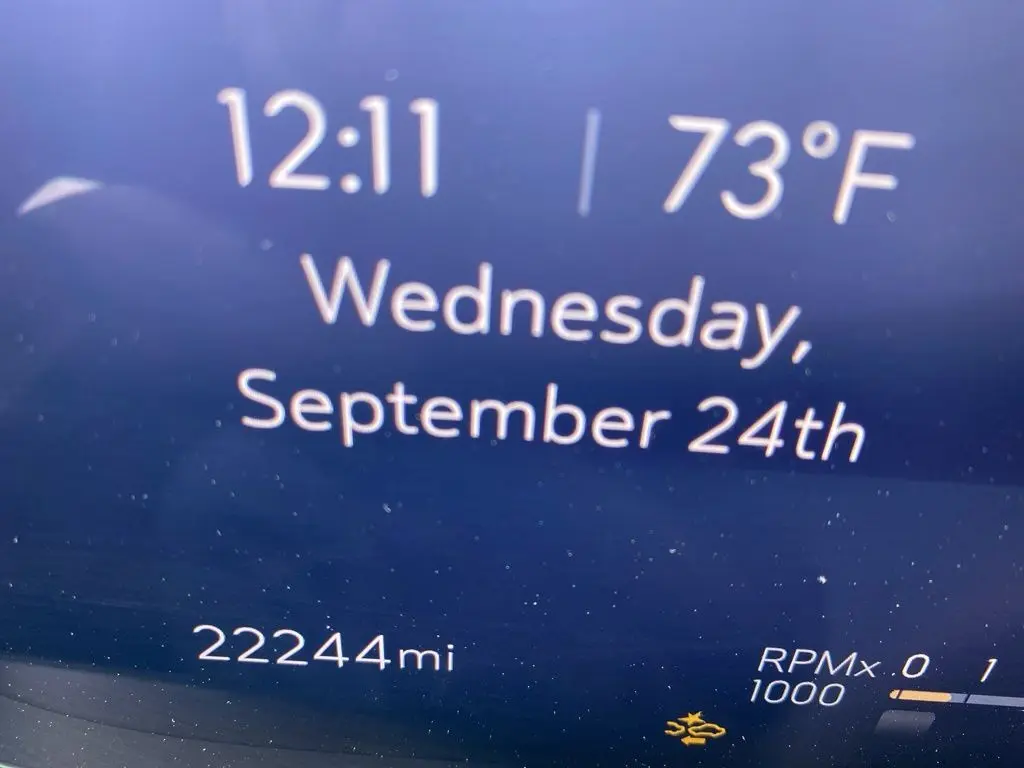 12:11 | 73°F
Wednesday,
September 24th
22244mi
RPMx 0 1
1000